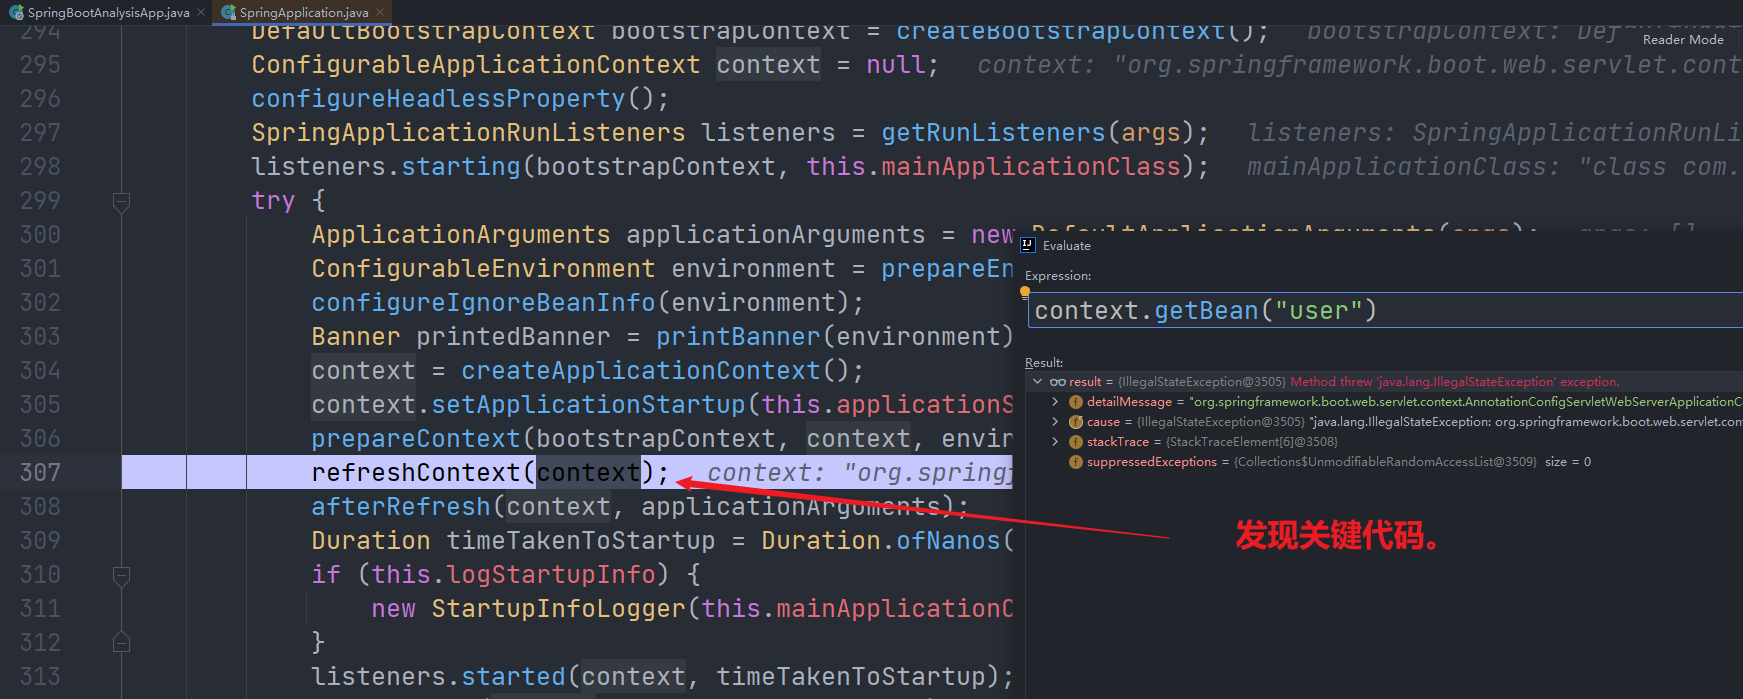 SpringBootAnalysisApp.java × SpringApplication.java ×
294 DefaultBootstrapContext bootstrapContext = createBootstrapContext(); bootstrapContext:
Reader Mode
295 ConfigurableApplicationContext context = null; context: "org.springframework.boot.web.servlet.cont
296 configureHeadlessProperty();
297 SpringApplicationRunListeners listeners = getRunListeners(args); listeners: SpringApplicationRunLi
298 listeners.starting(bootstrapContext, this.mainApplicationClass); mainApplicationClass: "class com.
299 try {
300 ApplicationArguments applicationArguments = new DefaultApplicationArguments(args); args: []
301 ConfigurableEnvironment environment = prepareEn
302 configureIgnoreBeanInfo(environment);
303 Banner printedBanner = printBanner(environment)
304 context = createApplicationContext();
305 context.setApplicationStartup(this.applicationS
306 prepareContext(bootstrapContext, context, envir
307 refreshContext(context); context: "org.springf
308 afterRefresh(context, applicationArguments);
309 Duration timeTakenToStartup = Duration.ofNanos(
310 if (this.logStartupInfo) {
311 new StartupInfoLogger(this.mainApplicationC
312 }
313 listeners.started(context, timeTakenToStartup);
Evaluate
Expression:
context.getBean("user")
Result:
result = {IllegalStateException@3505} Method threw 'java.lang.IllegalStateException' exception.
detailMessage = "org.springframework.boot.web.servlet.context.AnnotationConfigServletWebServerApplicationC
cause = {IllegalStateException@3505} "java.lang.IllegalStateException: org.springframework.boot.web.servlet.con
stackTrace = {StackTraceElement[6]@3508}
suppressedExceptions = {Collections$UnmodifiableRandomAccessList@3509} size = 0
发现关键代码。